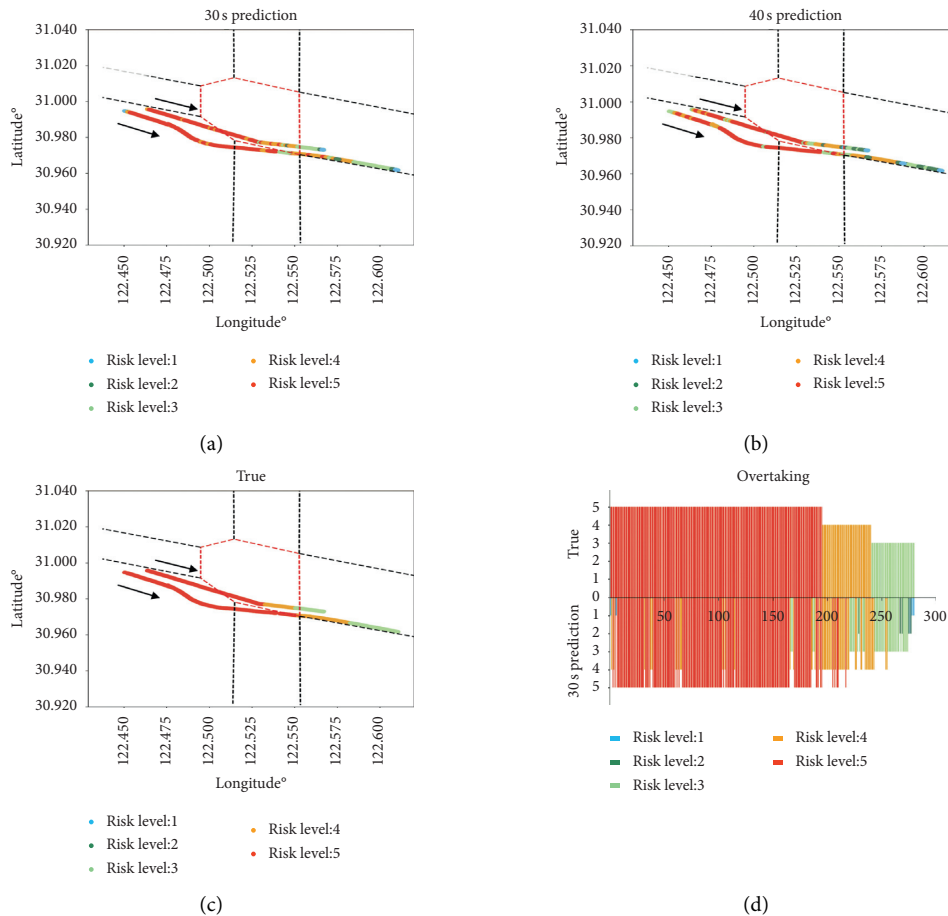 30 s prediction
31.040
31.020
31.000
30.980
30.960
30.940
30.920
Latitude°
122.450
122.475
122.500
122.525
122.550
122.575
122.600
Longitude°
Risk level:1
Risk level:2
Risk level:3
Risk level:4
Risk level:5
(a)
40 s prediction
31.040
31.020
31.000
30.980
30.960
30.940
30.920
Latitude°
122.450
122.475
122.500
122.525
122.550
122.575
122.600
Longitude°
Risk level:1
Risk level:2
Risk level:3
Risk level:4
Risk level:5
(b)
True
31.040
31.020
31.000
30.980
30.960
30.940
30.920
Latitude°
122.450
122.475
122.500
122.525
122.550
122.575
122.600
Longitude°
Risk level:1
Risk level:2
Risk level:3
Risk level:4
Risk level:5
(c)
Overtaking
True
30 s prediction
5
4
3
2
1
0
1
2
3
4
5
50
100
150
200
250
300
Risk level:1
Risk level:2
Risk level:3
Risk level:4
Risk level:5
(d)